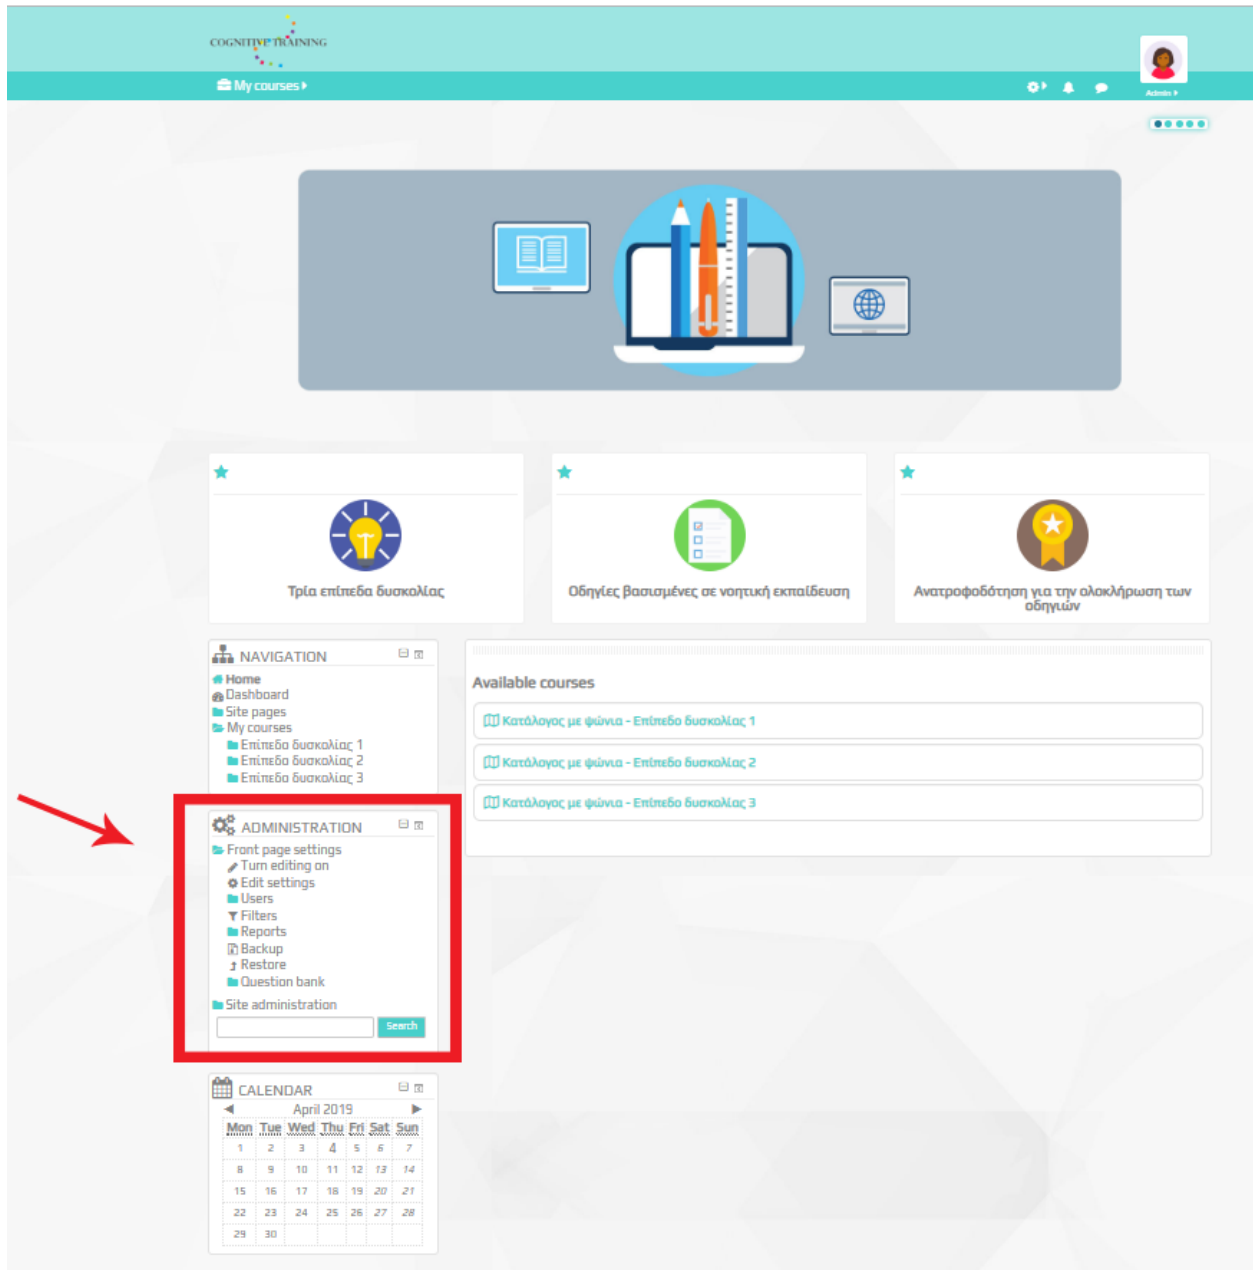 COGNITIVE TRAINING
My courses
Admin
Τρία επίπεδα δυσκολίας
Οδηγίες βασισμένες σε νοητική εκπαίδευση
Ανατροφοδότηση για την ολοκλήρωση των
οδηγιών
NAVIGATION
Home
Dashboard
Site pages
My courses
Επίπεδο δυσκολίας 1
Επίπεδο δυσκολίας 2
Επίπεδο δυσκολίας 3
Available courses
Κατάλογος με ψώνια - Επίπεδο δυσκολίας 1
Κατάλογος με ψώνια - Επίπεδο δυσκολίας 2
Κατάλογος με ψώνια - Επίπεδο δυσκολίας 3
ADMINISTRATION
Front page settings
Turn editing on
Edit settings
Users
Filters
Reports
Backup
Restore
Question bank
Site administration
Search
CALENDAR
April 2019
Mon Tue Wed Thu Fri Sat Sun
1 2 3 4 5 6 7
8 9 10 11 12 13 14
15 16 17 18 19 20 21
22 23 24 25 26 27 28
29 30